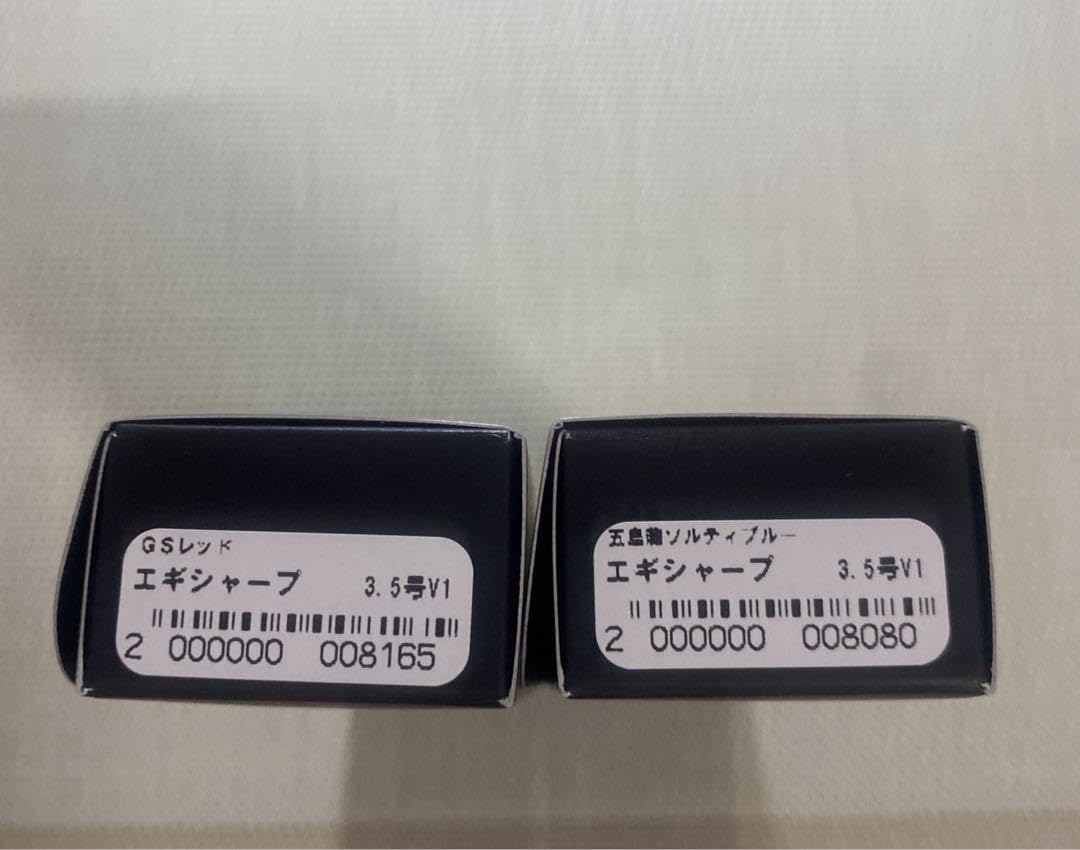 GSレッド
エギシャープ 3.5号V1
2 000000 008165
五島灘ソルティブルー
エギシャープ 3.5号V1
2 000000 008080